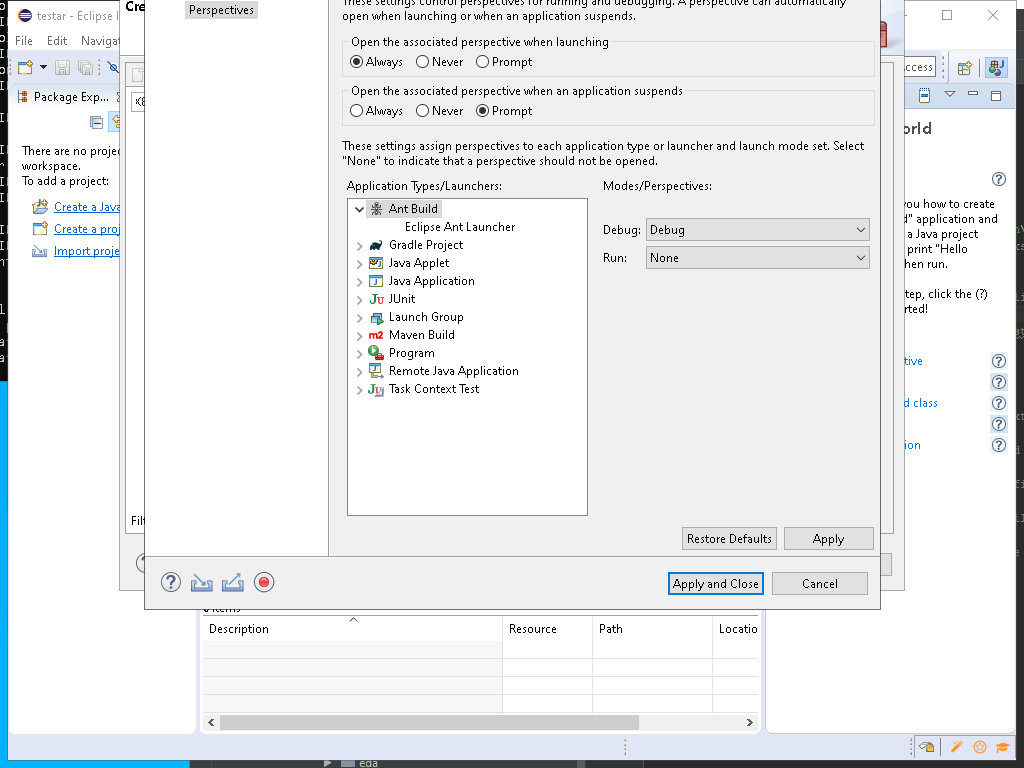 testar - Eclipse I
Cre
Perspectives
These settings control perspectives for running and debugging. A perspective can automatically
open when launching or when an application suspends.
File Edit Navigat
Open the associated perspective when launching
Always Never Prompt
ccess
Package Exp...
Open the associated perspective when an application suspends
Always Never Prompt
orld
There are no proje
workspace.
To add a project:
These settings assign perspectives to each application type or launcher and launch mode set. Select
"None" to indicate that a perspective should not be opened.
Application Types/Launchers:
Modes/Perspectives:
Create a Java
Create a proj
Import proje
Ant Build
Eclipse Ant Launcher
Gradle Project
Java Applet
Java Application
JUnit
Launch Group
Maven Build
Program
Remote Java Application
Task Context Test
Debug: Debug
Run: None
you how to create
d" application and
a Java project
print "Hello
hen run.
tep, click the (?)
rted!
tive
d class
ion
Filt
Restore Defaults
Apply
Apply and Close
Cancel
0 items
Description
Resource
Path
Locatio
eda